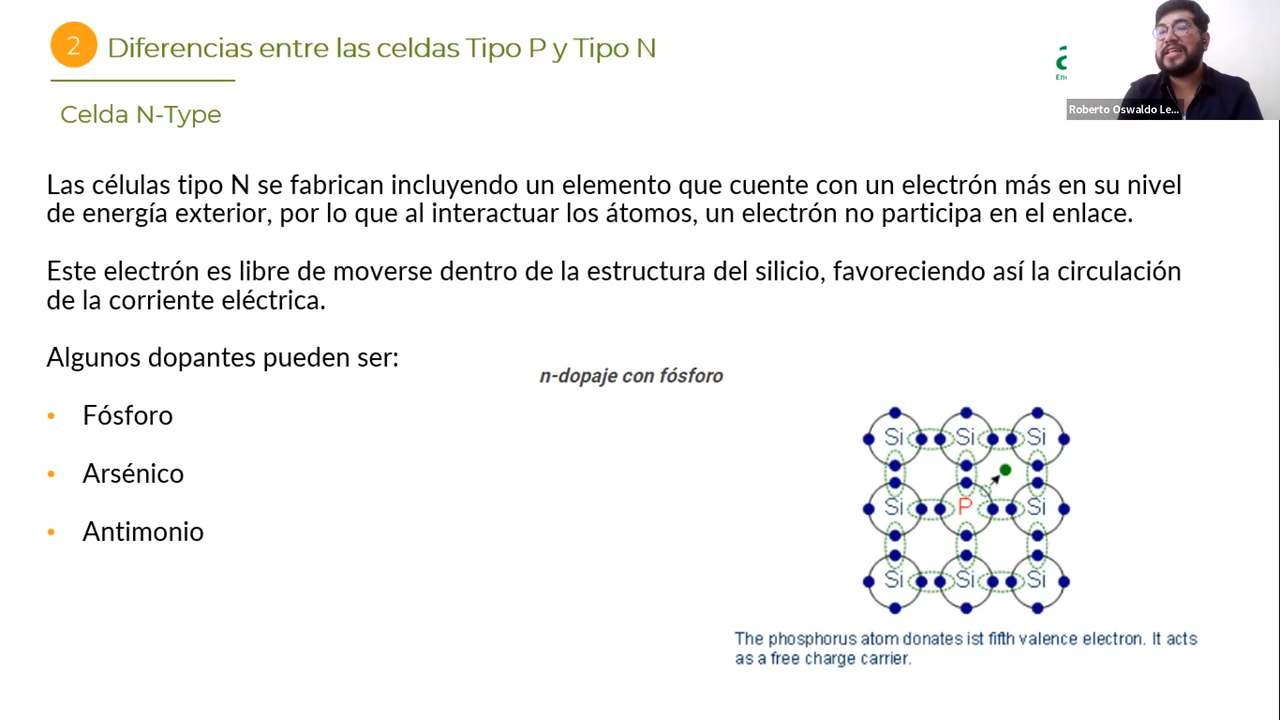 2 Diferencias entre las celdas Tipo P y Tipo N
Roberto Oswaldo Le...
Celda N-Type
Las células tipo N se fabrican incluyendo un elemento que cuente con un electrón más en su nivel
de energía exterior, por lo que al interactuar los átomos, un electrón no participa en el enlace.
Este electrón es libre de moverse dentro de la estructura del silicio, favoreciendo así la circulación
de la corriente eléctrica.
Algunos dopantes pueden ser:
• Fósforo
• Arsénico
• Antimonio
n-dopaje con fósforo
Si Si Si
Si P Si
Si Si Si
The phosphorus atom donates ist fifth valence electron. It acts
as a free charge carrier.